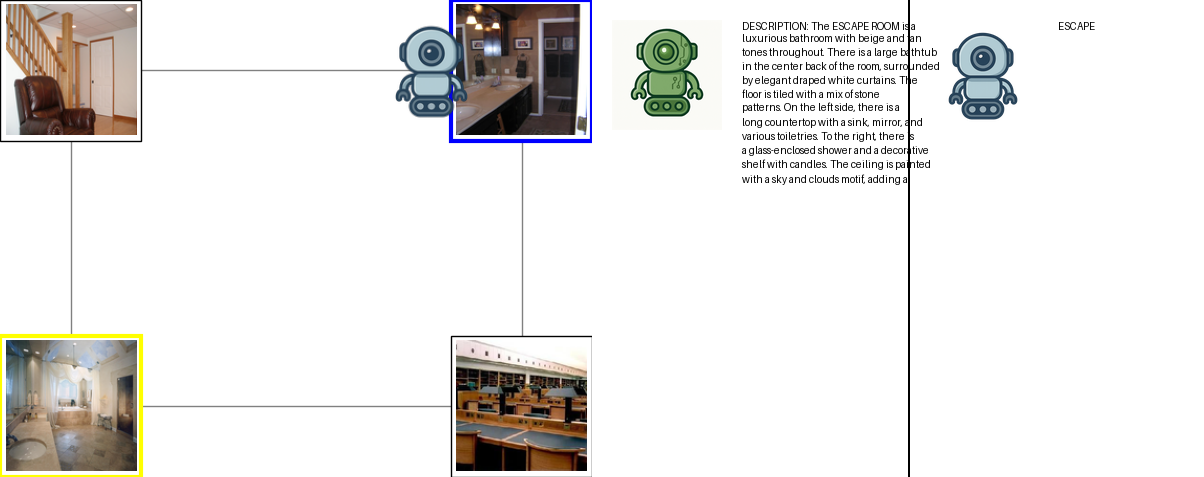 DESCRIPTION: The ESCAPE ROOM is a
luxurious bathroom with beige and tan
tones throughout. There is a large bathtub
in the center back of the room, surrounded
by elegant draped white curtains. The
floor is tiled with a mix of stone
patterns. On the left side, there is a
long countertop with a sink, mirror, and
various toiletries. To the right, there is
a glass-enclosed shower and a decorative
shelf with candles. The ceiling is painted
with a sky and clouds motif, adding a
ESCAPE